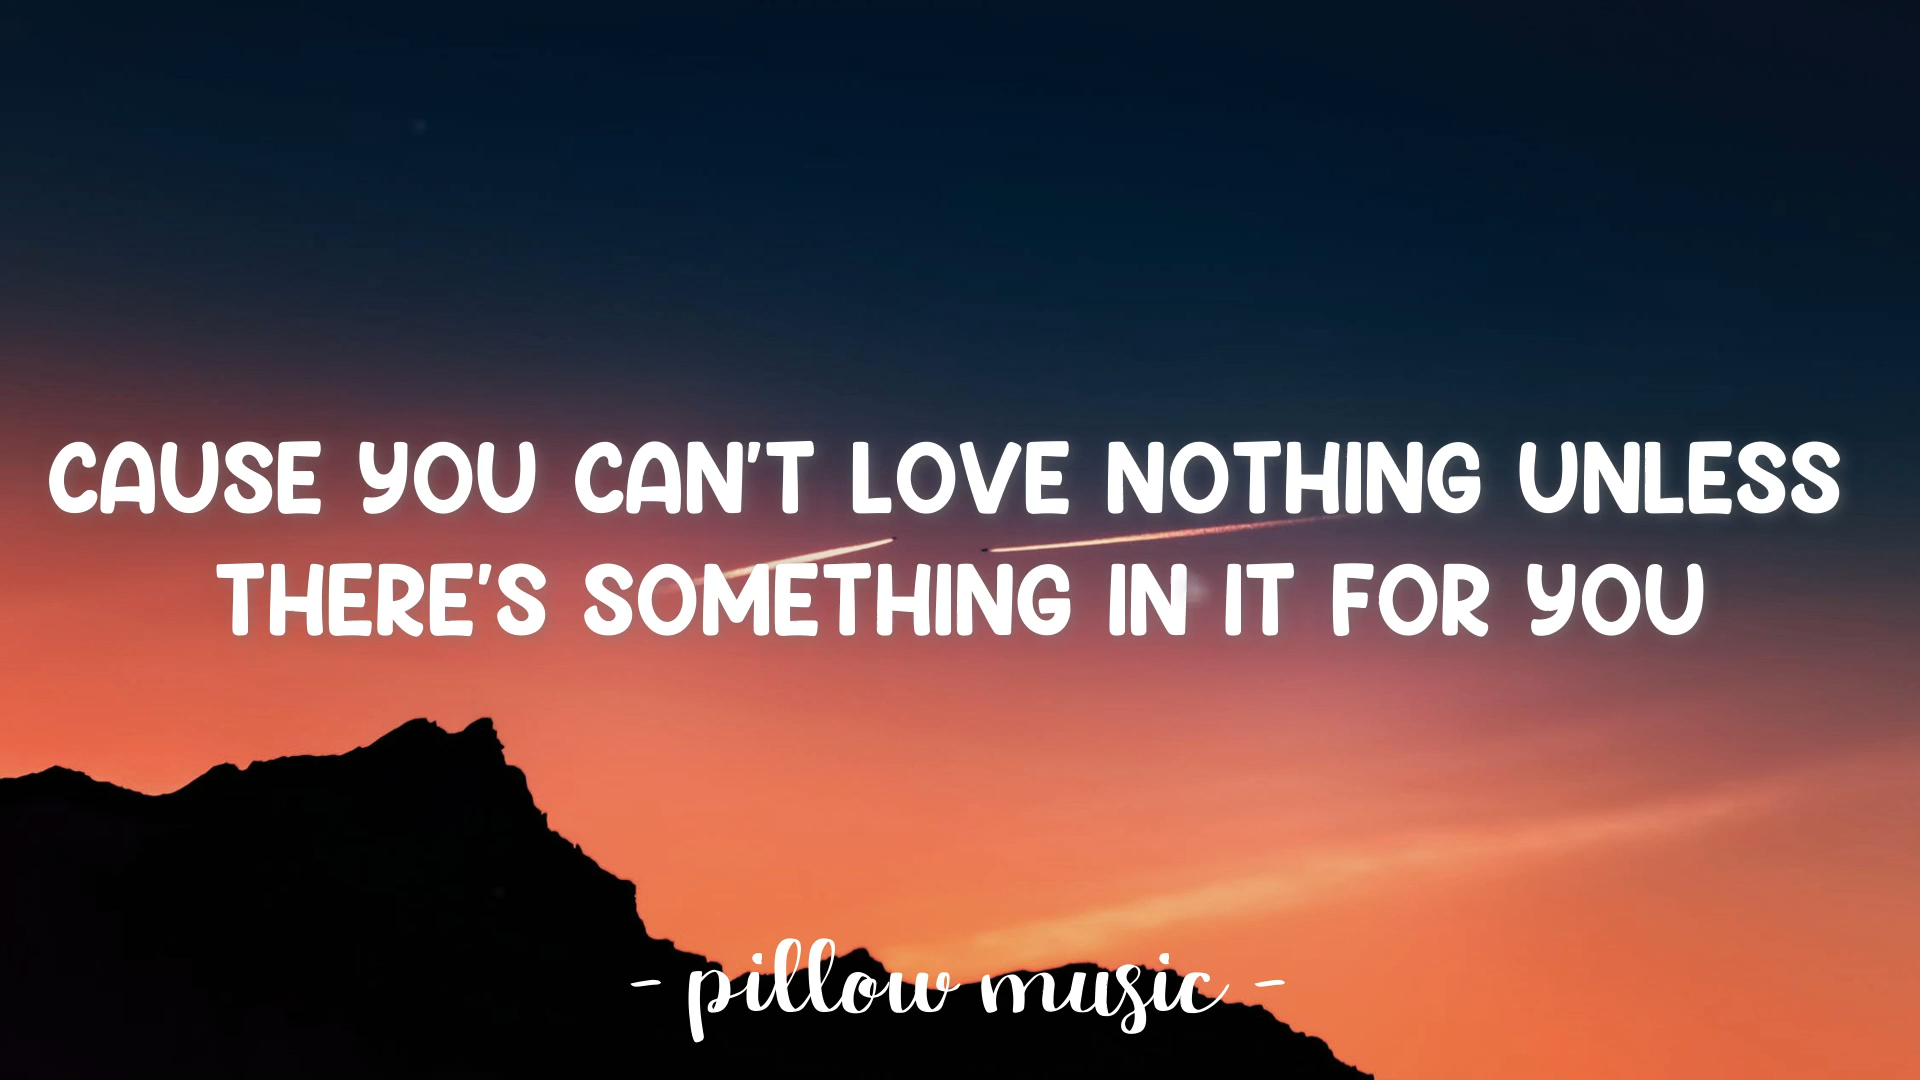 CAUSE YOU CAN'T LOVE NOTHING UNLESS
THERE'S SOMETHING IN IT FOR YOU
- pillow music -